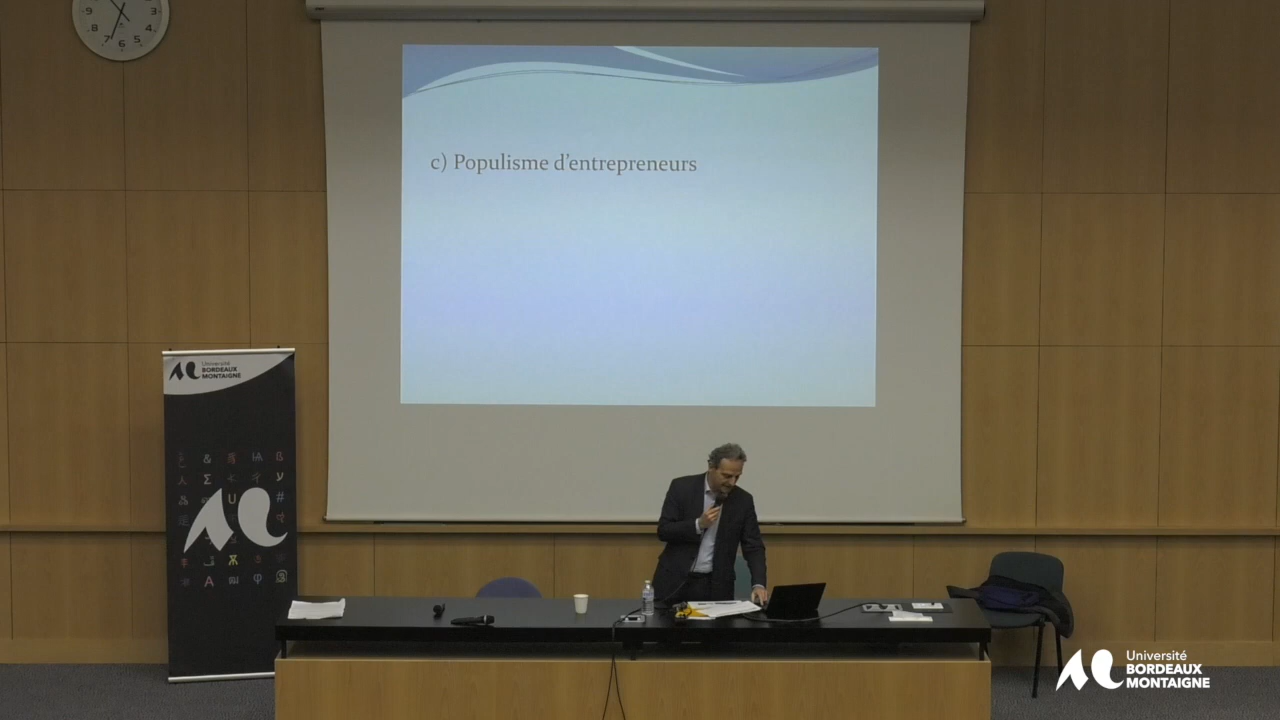 c) Populisme d'entrepreneurs
Université
BORDEAUX
MONTAIGNE
Université
BORDEAUX
MONTAIGNE